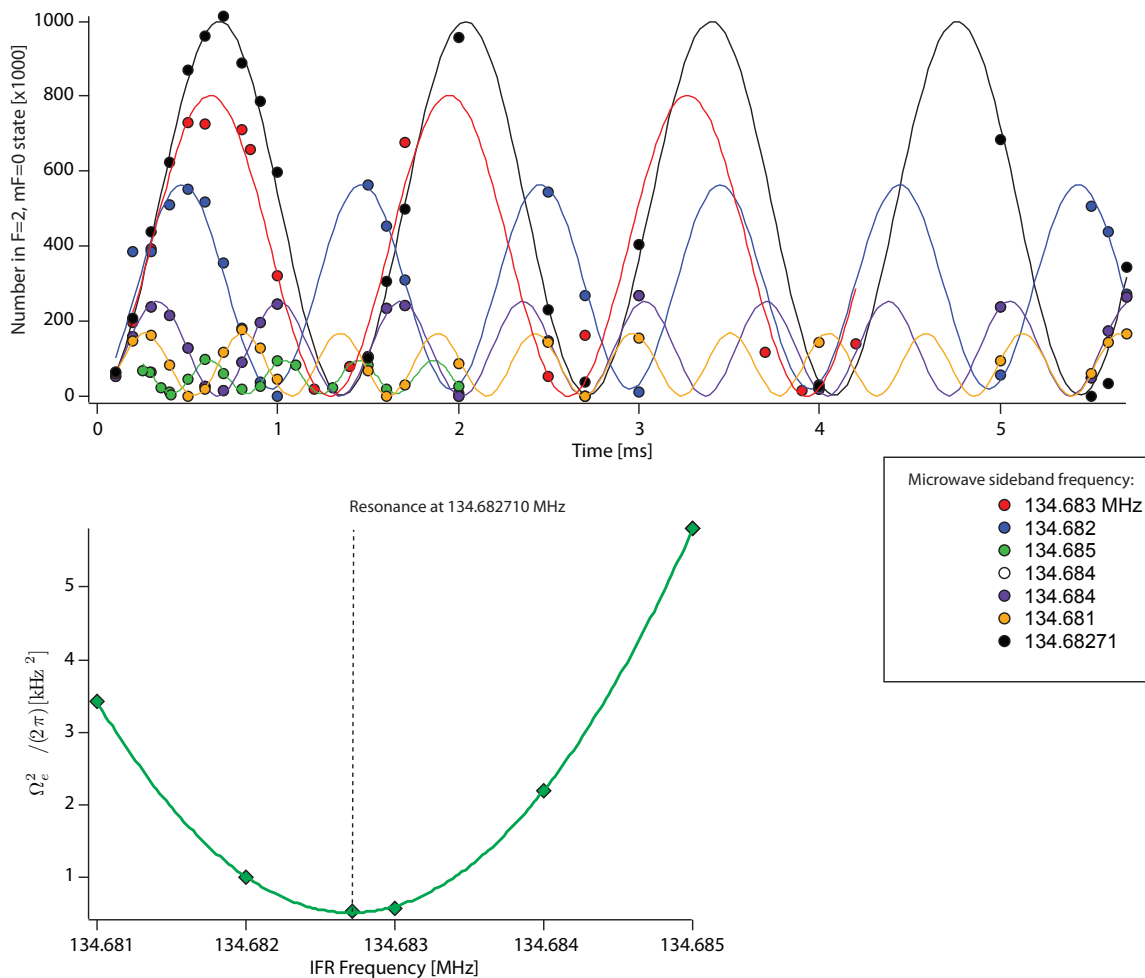 Number in F=2, mF=0 state [x1000]
1000
800
600
400
200
0
0 1 2 3 4 5
Time [ms]
Microwave sideband frequency:
134.683 MHz
134.682
134.685
134.684
134.684
134.681
134.68271
Resonance at 134.682710 MHz
Ω²ₑ /(2π) [kHz ²]
5
4
3
2
1
134.681 134.682 134.683 134.684 134.685
IFR Frequency [MHz]